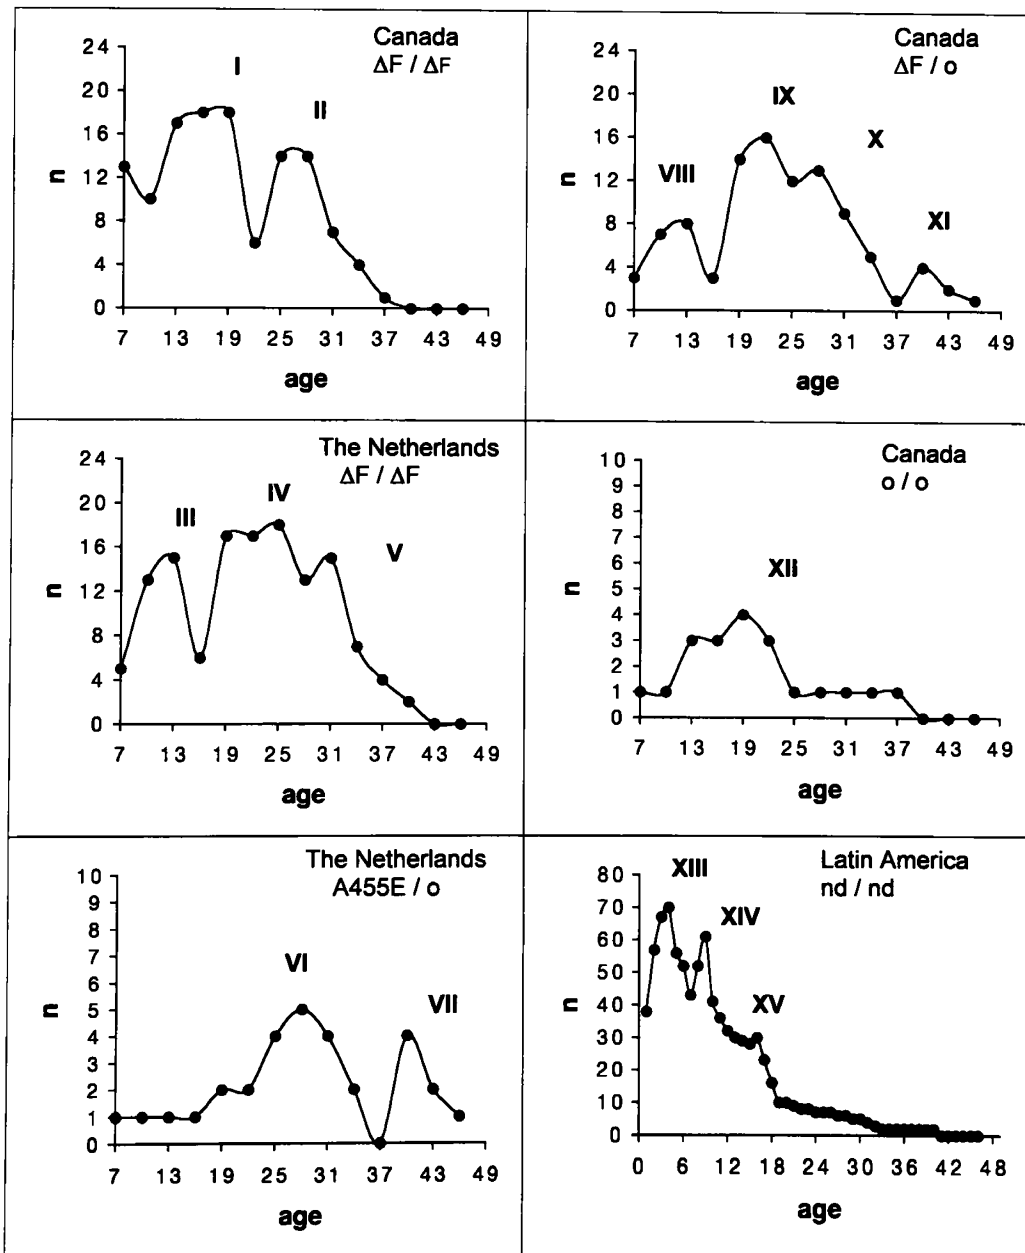 Canada
ΔF / ΔF
I
II
24
20
16
12
8
4
0
n
7 13 19 25 31 37 43 49
age
Canada
ΔF / o
VIII
IX
X
XI
24
20
16
12
8
4
0
n
7 13 19 25 31 37 43 49
age
The Netherlands
ΔF / ΔF
III
IV
V
24
20
16
12
8
4
0
n
7 13 19 25 31 37 43 49
age
Canada
o / o
XII
10
9
8
7
6
5
4
3
2
1
0
n
7 13 19 25 31 37 43 49
age
The Netherlands
A455E / o
VI
VII
10
9
8
7
6
5
4
3
2
1
0
n
7 13 19 25 31 37 43 49
age
Latin America
nd / nd
XIII
XIV
XV
80
70
60
50
40
30
20
10
0
n
0 6 12 18 24 30 36 42 48
age